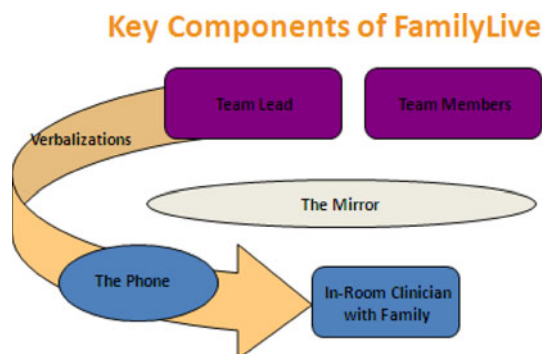 Key Components of FamilyLive
Team Lead
Team Members
Verbalizations
The Mirror
The Phone
In-Room Clinician
with Family